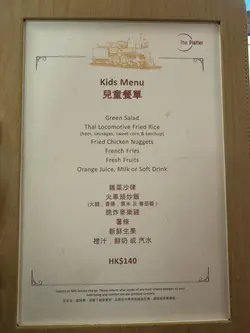 The Platter
Kids Menu
兒童餐單
Green Salad
Thai Locomotive Fried Rice
(ham, sausages, sweet corn & ketchup)
Fried Chicken Nuggets
French Fries
Fresh Fruits
Orange Juice, Milk or Soft Drink
雜菜沙律
火車頭炒飯
(火腿、香腸、粟米 及 番茄醬)
脆炸麥樂雞
薯條
新鮮生果
橙汁、鮮奶 或 汽水
HK$140